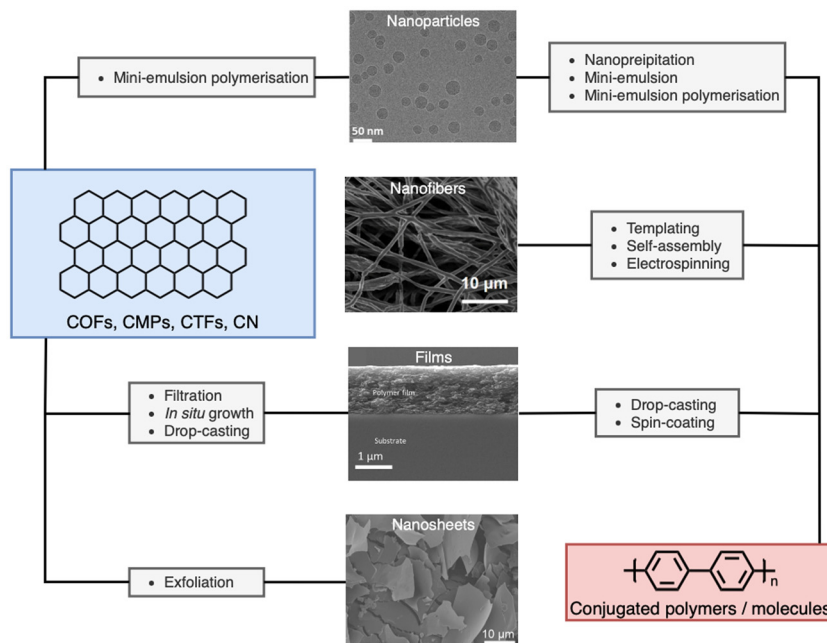 Nanoparticles
• Mini-emulsion polymerisation
50 nm
• Nanopreipitation
• Mini-emulsion
• Mini-emulsion polymerisation
Nanofibers
10 µm
• Templating
• Self-assembly
• Electrospinning
COFs, CMPs, CTFs, CN
Films
• Filtration
• In situ growth
• Drop-casting
Polymer film
Substrate
1 µm
• Drop-casting
• Spin-coating
Nanosheets
• Exfoliation
10 µm
n
Conjugated polymers / molecules